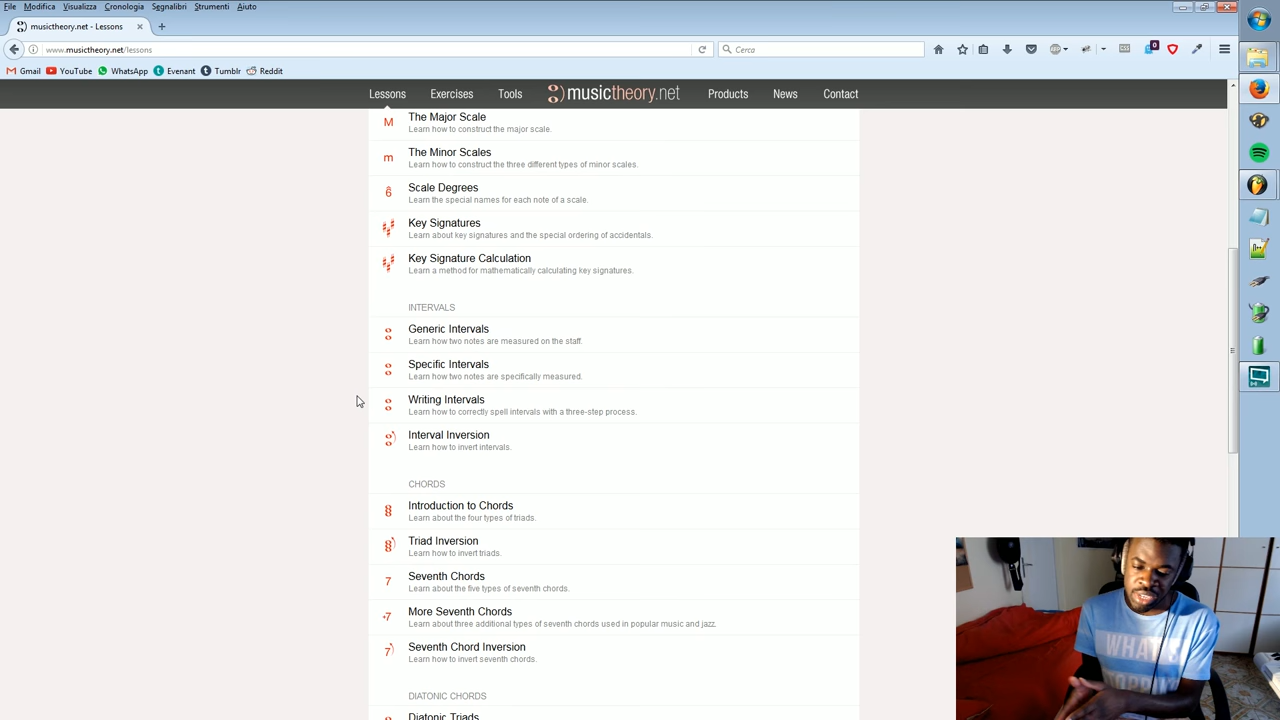 File Modifica Visualizza Cronologia Segnalibri Strumenti Aiuto
musictheory.net - Lessons
www.musictheory.net/lessons
Cerca
0
Gmail YouTube WhatsApp Evenant Tumblr Reddit
Lessons Exercises Tools musictheory.net Products News Contact
M The Major Scale
Learn how to construct the major scale.
m The Minor Scales
Learn how to construct the three different types of minor scales.
6 Scale Degrees
Learn the special names for each note of a scale.
Key Signatures
Learn about key signatures and the special ordering of accidentals.
Key Signature Calculation
Learn a method for mathematically calculating key signatures.
INTERVALS
Generic Intervals
Learn how two notes are measured on the staff.
Specific Intervals
Learn how two notes are specifically measured.
Writing Intervals
Learn how to correctly spell intervals with a three-step process.
Interval Inversion
Learn how to invert intervals.
CHORDS
Introduction to Chords
Learn about the four types of triads.
Triad Inversion
Learn how to invert triads.
7 Seventh Chords
Learn about the five types of seventh chords.
+7 More Seventh Chords
Learn about three additional types of seventh chords used in popular music and jazz.
7 Seventh Chord Inversion
Learn how to invert seventh chords.
DIATONIC CHORDS
Diatonic Triads
WHAT